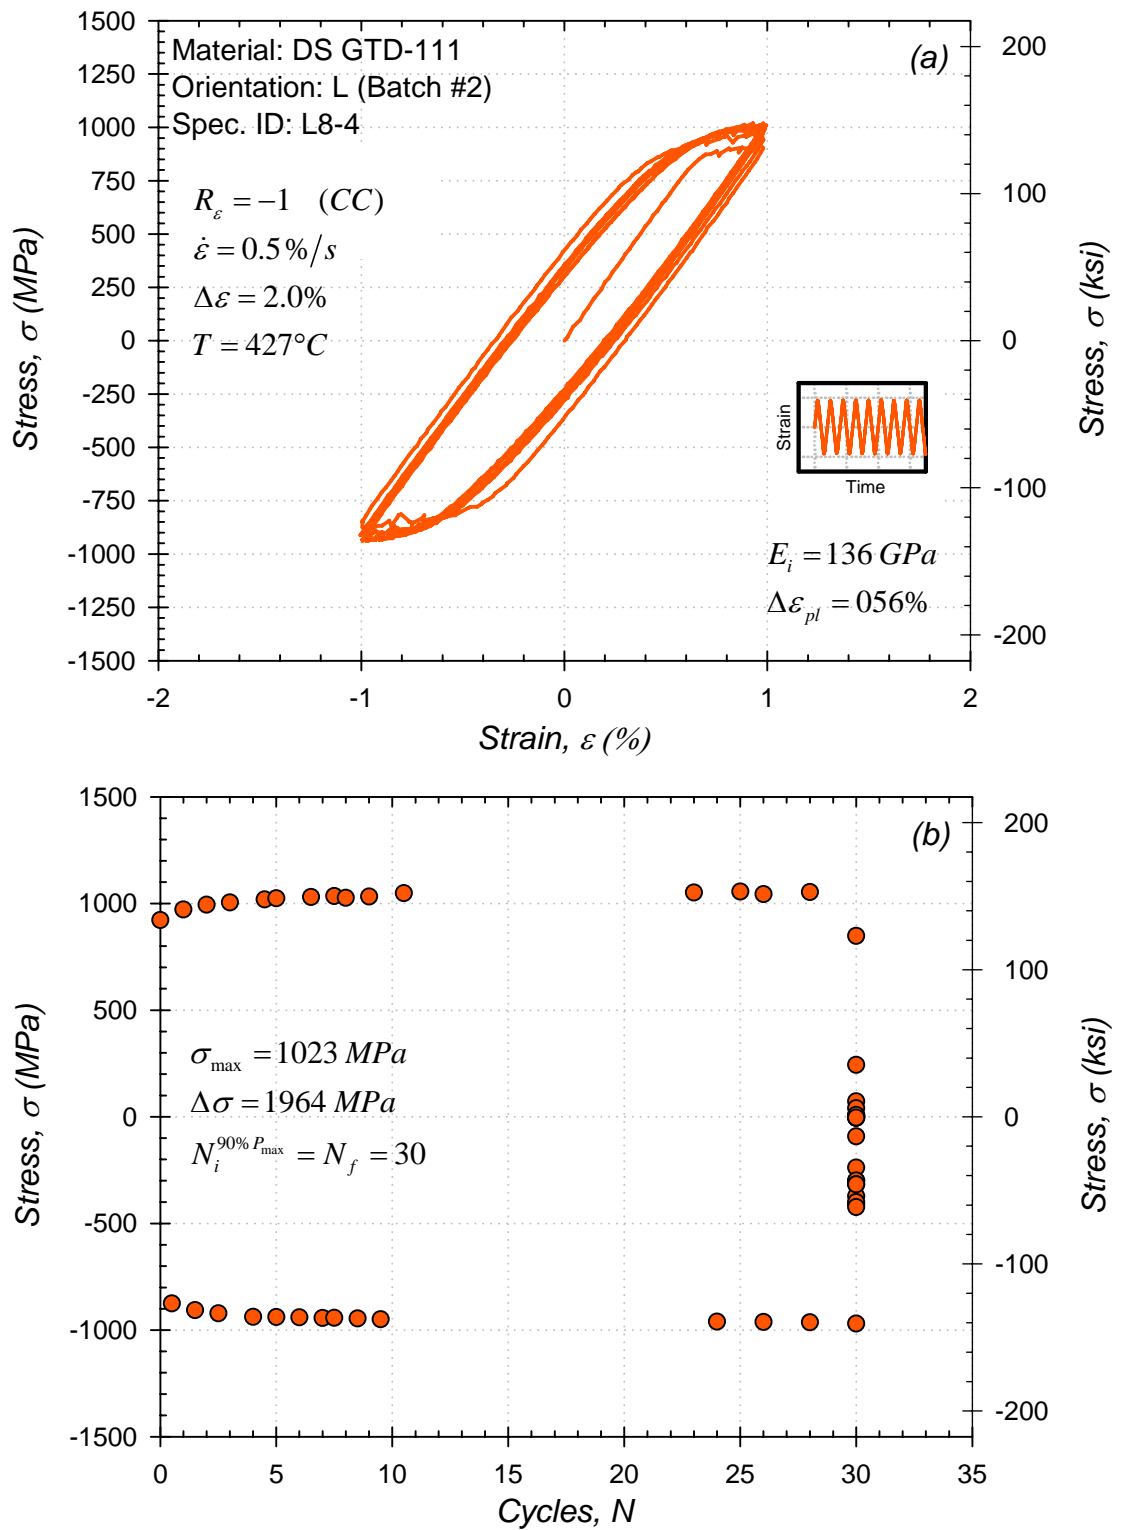 (a)
Material: DS GTD-111
Orientation: L (Batch #2)
Spec. ID: L8-4
R_ε = −1 (CC)
ε̇ = 0.5%/s
Δε = 2.0%
T = 427°C
Strain
Time
E_i = 136 GPa
Δε_pl = 056%
1500
1250
1000
750
500
250
0
-250
-500
-750
-1000
-1250
-1500
Stress, σ (MPa)
200
100
0
-100
-200
Stress, σ (ksi)
-2 -1 0 1 2
Strain, ε (%)
(b)
σ_max = 1023 MPa
Δσ = 1964 MPa
N_i^90% P_max = N_f = 30
1500
1000
500
0
-500
-1000
-1500
Stress, σ (MPa)
200
100
0
-100
-200
Stress, σ (ksi)
0 5 10 15 20 25 30 35
Cycles, N